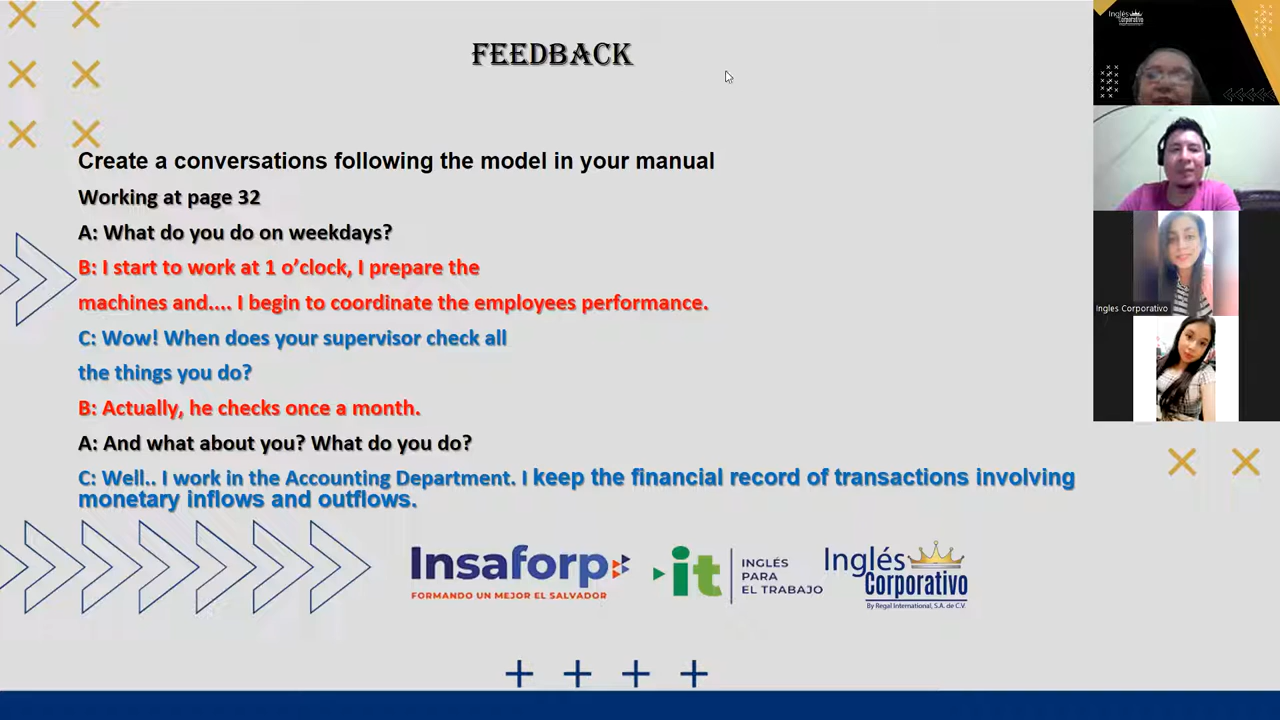 FEEDBACK
Create a conversations following the model in your manual
Working at page 32
A: What do you do on weekdays?
B: I start to work at 1 o’clock, I prepare the
machines and.... I begin to coordinate the employees performance.
C: Wow! When does your supervisor check all
the things you do?
B: Actually, he checks once a month.
A: And what about you? What do you do?
C: Well.. I work in the Accounting Department. I keep the financial record of transactions involving
monetary inflows and outflows.
Insaforp
FORMANDO UN MEJOR EL SALVADOR
it
INGLÉS
PARA
EL TRABAJO
Inglés
Corporativo
By Regal International, S.A. de C.V.
Inglés
Corporativo
Ingles Corporativo